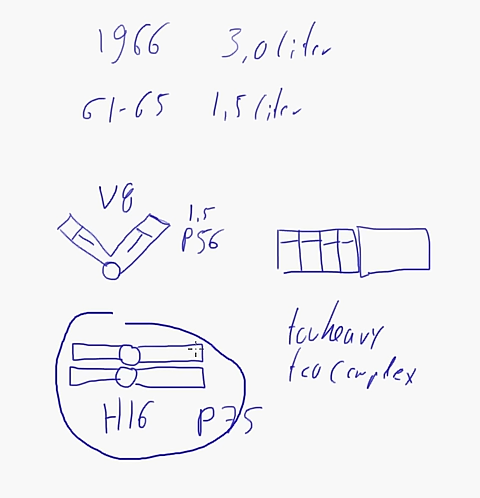 1966 3,0 liter
61-65 1,5 liter
V8
1.5
P56
too heavy
too complex
H16 P75